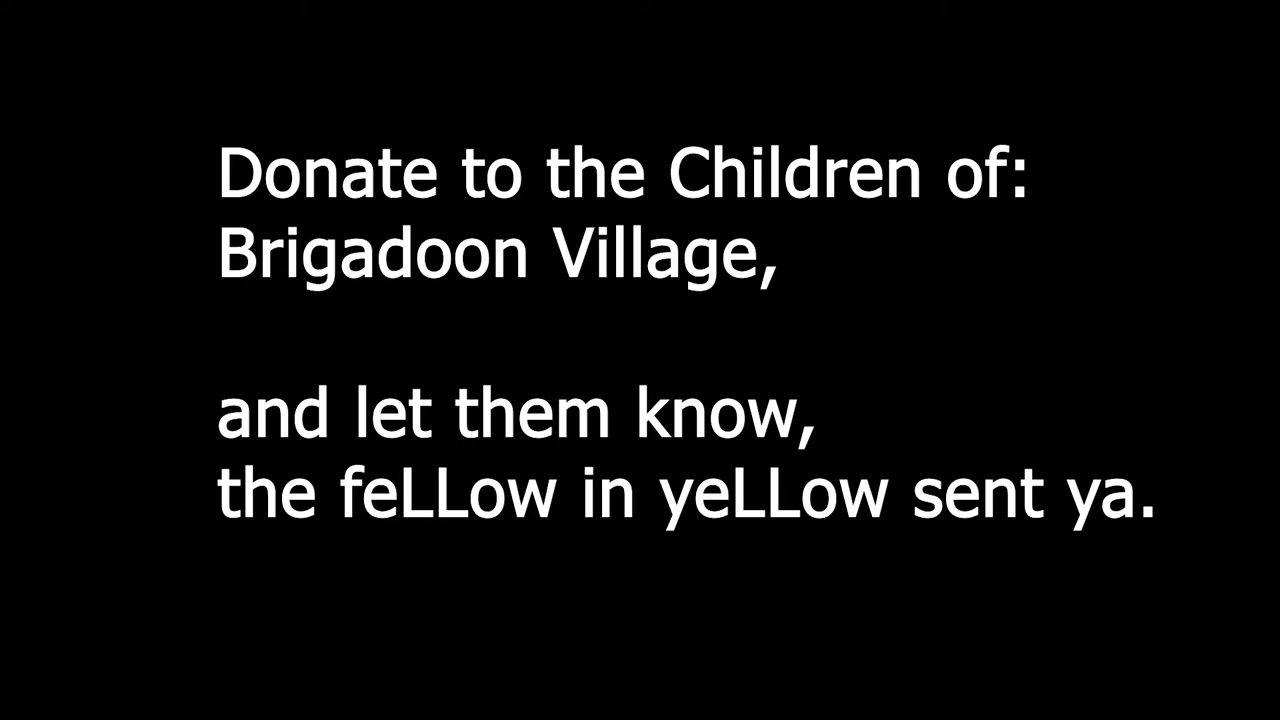 Donate to the Children of:
Brigadoon Village,
and let them know,
the feLLow in yeLLow sent ya.